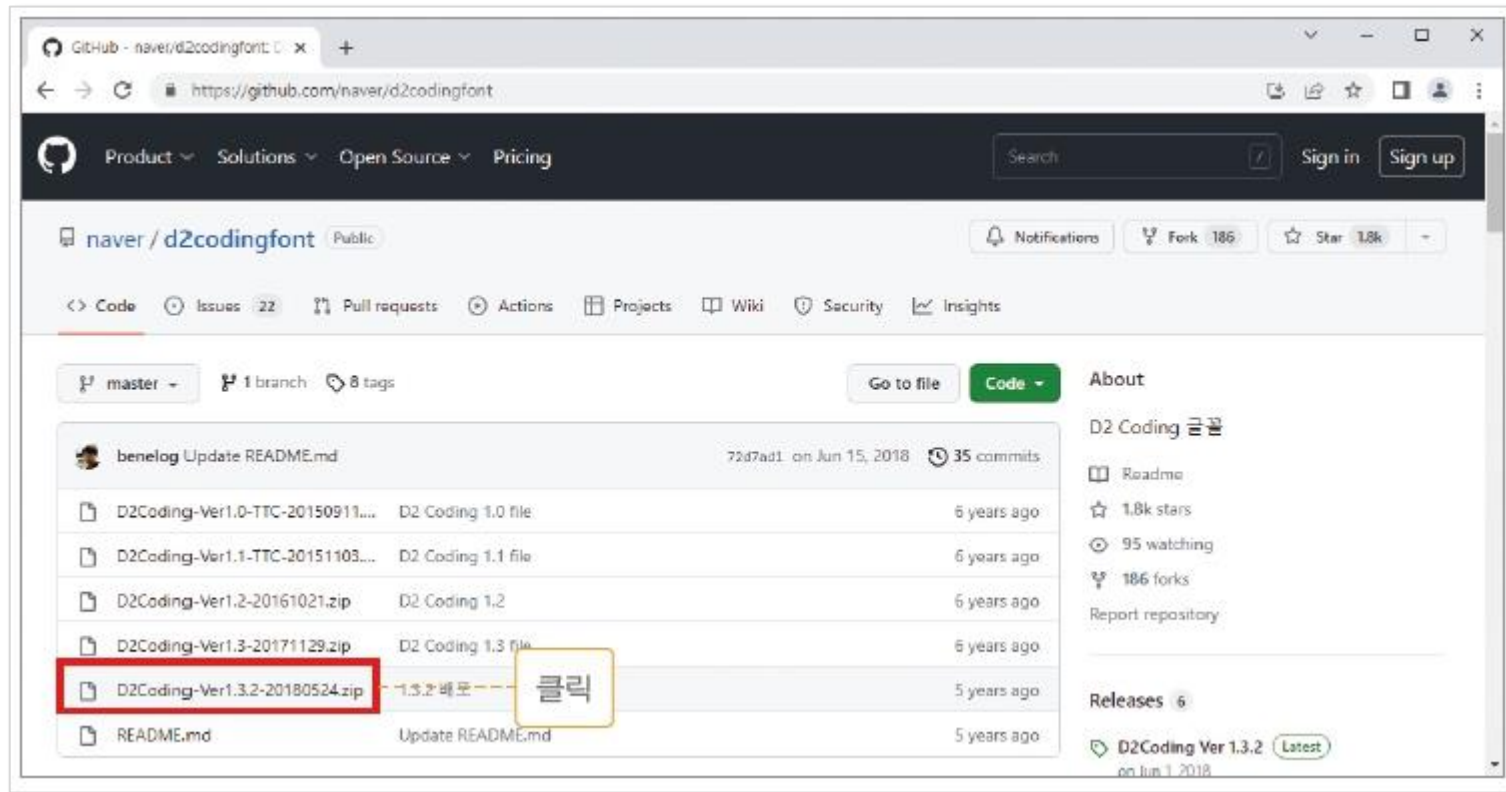 GitHub - naver/d2codingfont: D
https://github.com/naver/d2codingfont
Product Solutions Open Source Pricing Search / Sign in Sign up
naver / d2codingfont Public Notifications Fork 186 Star 1.8k
<> Code Issues 22 Pull requests Actions Projects Wiki Security Insights
master 1 branch 8 tags Go to file Code About
D2 Coding 글꼴
benelog Update README.md 72d7ad1 on Jun 15, 2018 35 commits
Readme
D2Coding-Ver1.0-TTC-20150911.... D2 Coding 1.0 file 6 years ago 1.8k stars
95 watching
D2Coding-Ver1.1-TTC-20151103.... D2 Coding 1.1 file 6 years ago
186 forks
D2Coding-Ver1.2-20161021.zip D2 Coding 1.2 6 years ago
Report repository
D2Coding-Ver1.3-20171129.zip D2 Coding 1.3 file 6 years ago
D2Coding-Ver1.3.2-20180524.zip 1.3.2 배포 클릭 5 years ago
Releases 6
README.md Update README.md 5 years ago
D2Coding Ver 1.3.2 Latest
on Jun 1, 2018